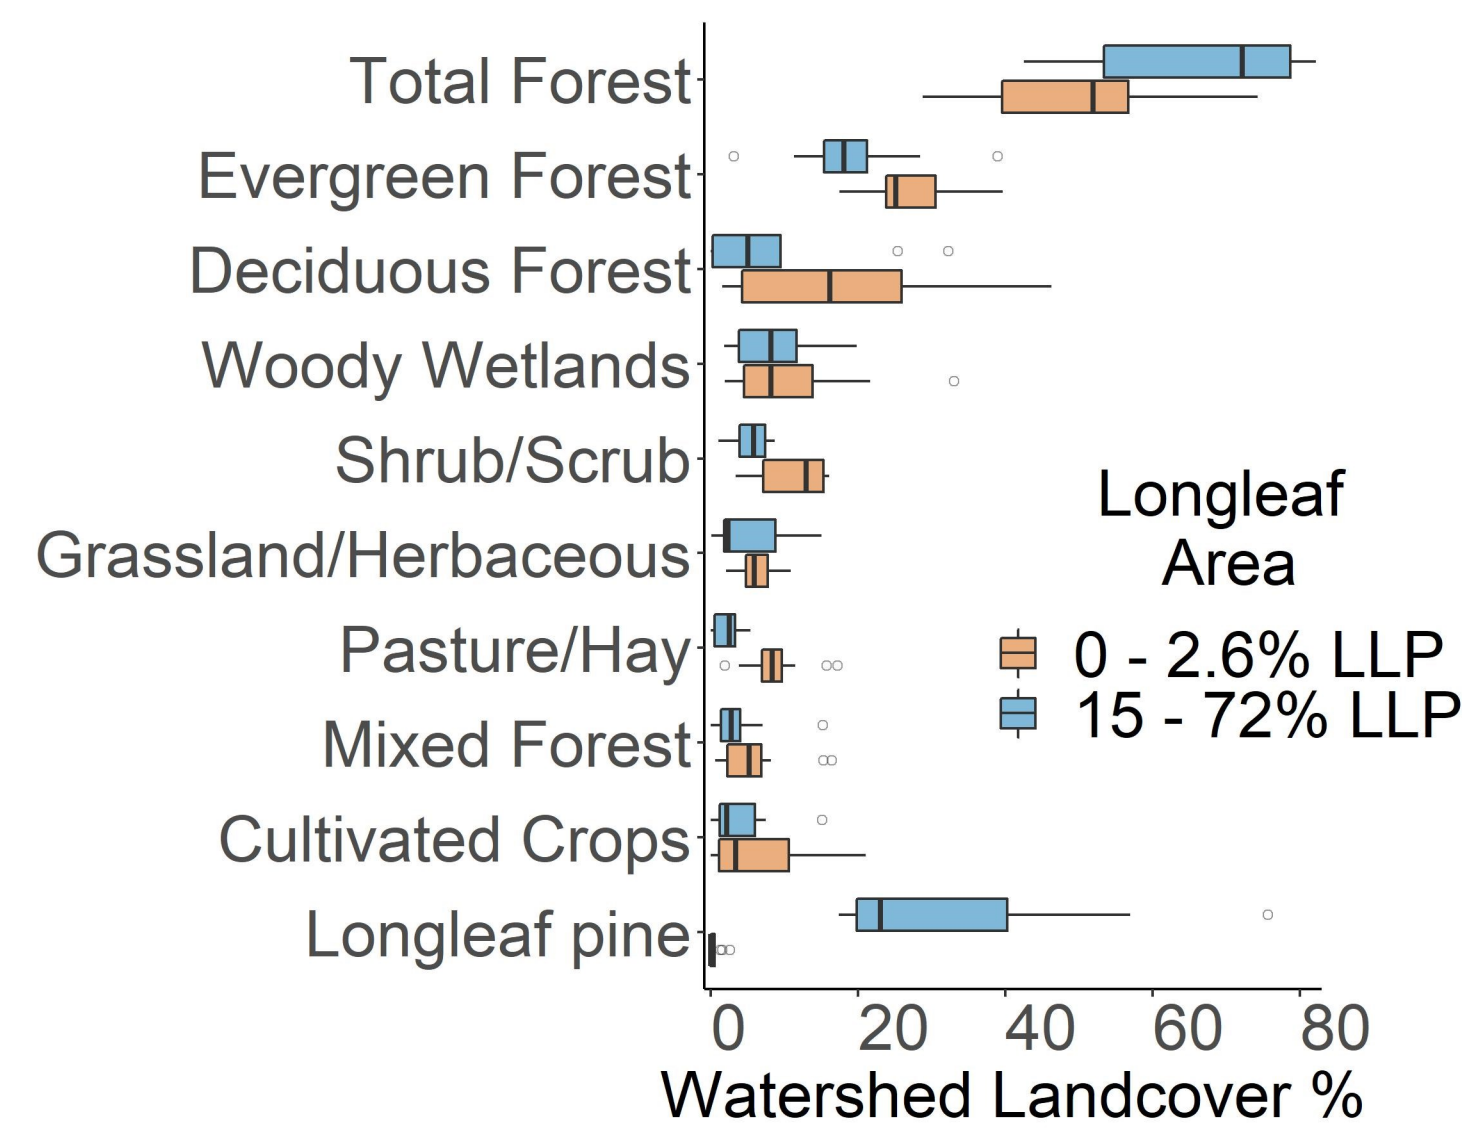 Total Forest
Evergreen Forest
Deciduous Forest
Woody Wetlands
Shrub/Scrub
Grassland/Herbaceous
Pasture/Hay
Mixed Forest
Cultivated Crops
Longleaf pine
Longleaf
Area
0 - 2.6% LLP
15 - 72% LLP
0 20 40 60 80
Watershed Landcover %